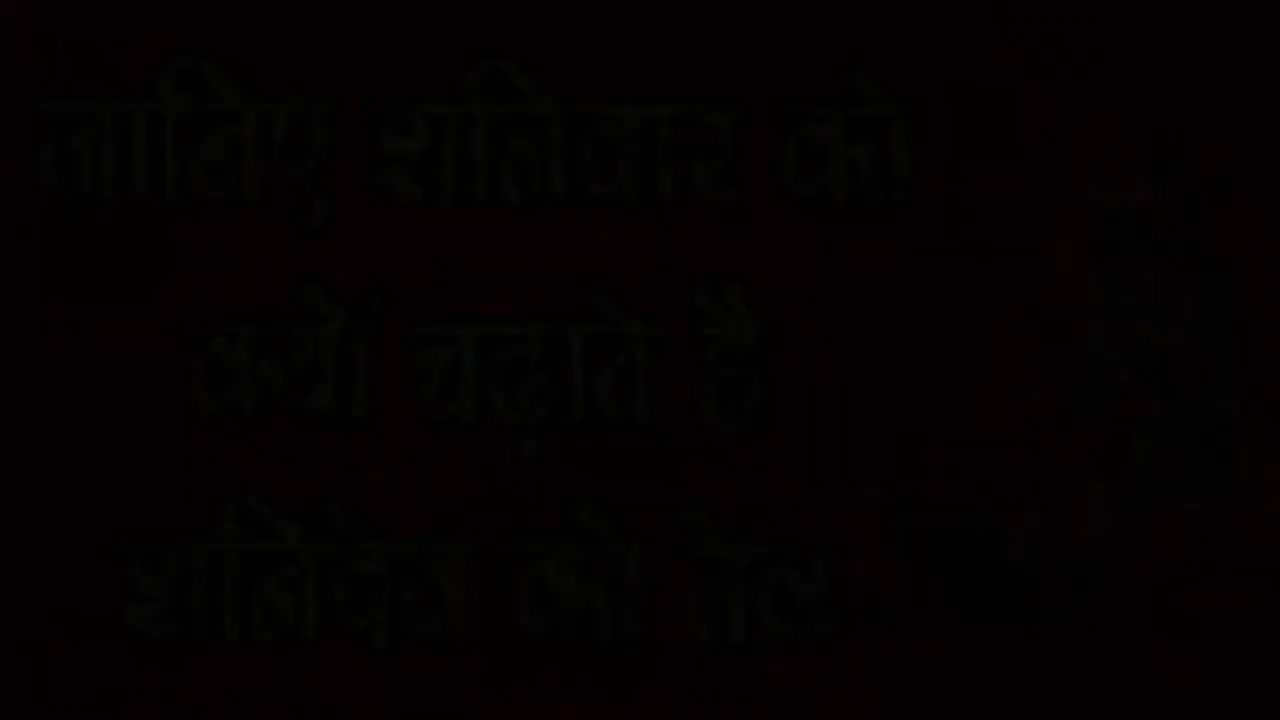 जानिए शनिवार को
क्यों चढ़ाते है
शनिदेव को तेल